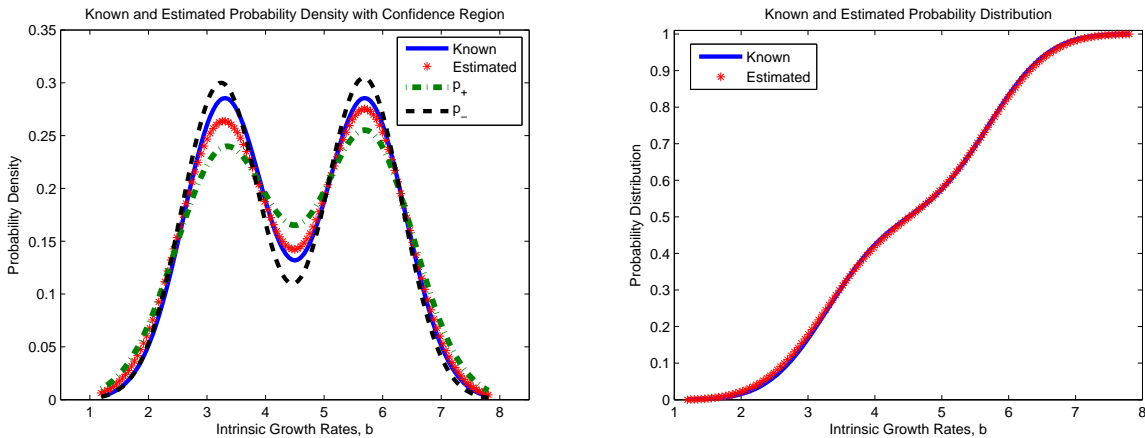 Known and Estimated Probability Density with Confidence Region
0.35
0.3
0.25
0.2
0.15
0.1
0.05
0
Probability Density
Known
Estimated
p+
p−
1 2 3 4 5 6 7 8
Intrinsic Growth Rates, b
Known and Estimated Probability Distribution
1
0.9
0.8
0.7
0.6
0.5
0.4
0.3
0.2
0.1
0
Probability Distribution
Known
Estimated
1 2 3 4 5 6 7 8
Intrinsic Growth Rates, b